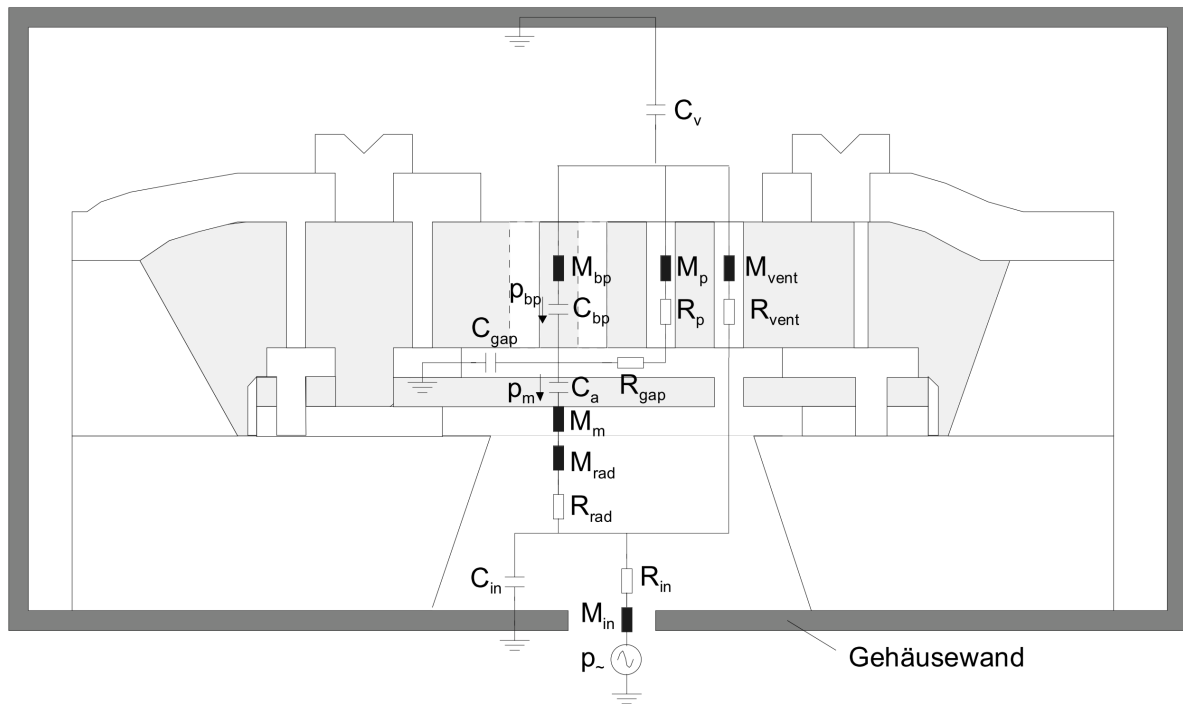 C_v
M_bp M_p M_vent
p_bp C_bp R_p R_vent
C_gap
R_gap
p_m C_a
M_m
M_rad
R_rad
C_in R_in
M_in
p_~ Gehäusewand